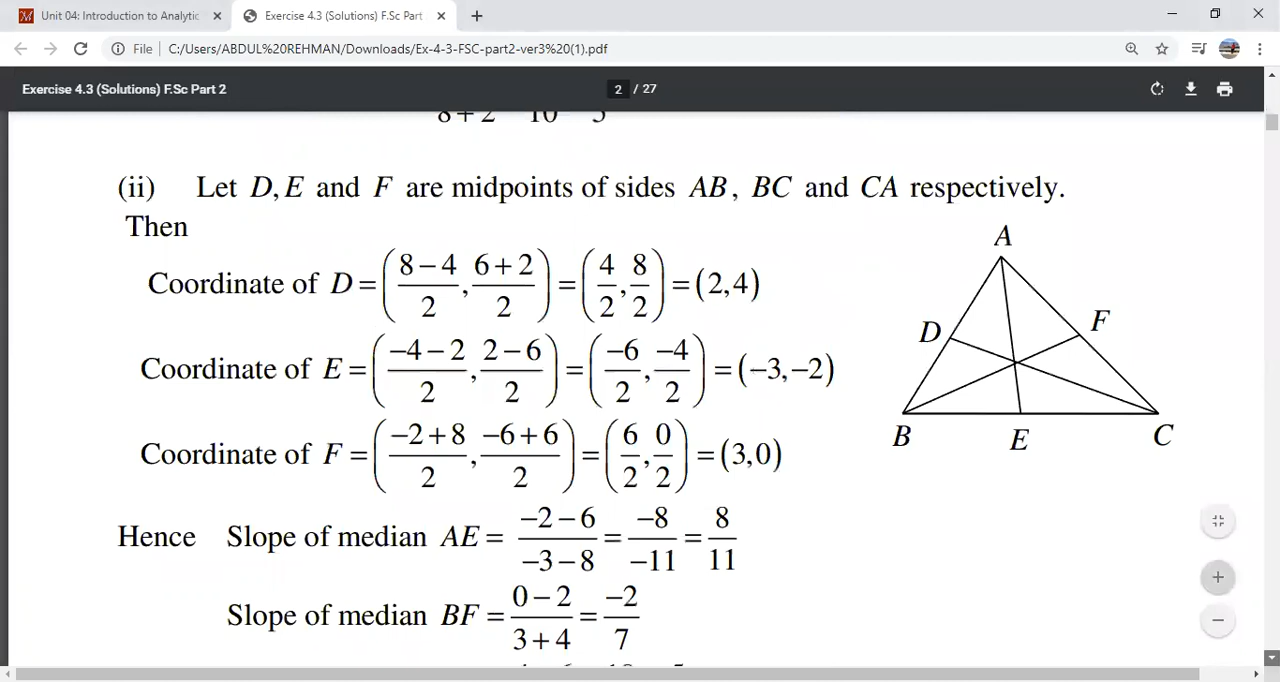 Unit 04: Introduction to Analytic
Exercise 4.3 (Solutions) F.Sc Part
File | C:/Users/ABDUL%20REHMAN/Downloads/Ex-4-3-FSC-part2-ver3%20(1).pdf
Exercise 4.3 (Solutions) F.Sc Part 2
2 / 27
(ii) Let D, E and F are midpoints of sides AB, BC and CA respectively.
Then
Coordinate of D = ((8−4)/2, (6+2)/2) = (4/2, 8/2) = (2,4)
Coordinate of E = ((−4−2)/2, (2−6)/2) = (−6/2, −4/2) = (−3,−2)
Coordinate of F = ((−2+8)/2, (−6+6)/2) = (6/2, 0/2) = (3,0)
Hence Slope of median AE = (−2−6)/(−3−8) = −8/−11 = 8/11
Slope of median BF = (0−2)/(3+4) = −2/7
A
D
F
B
E
C